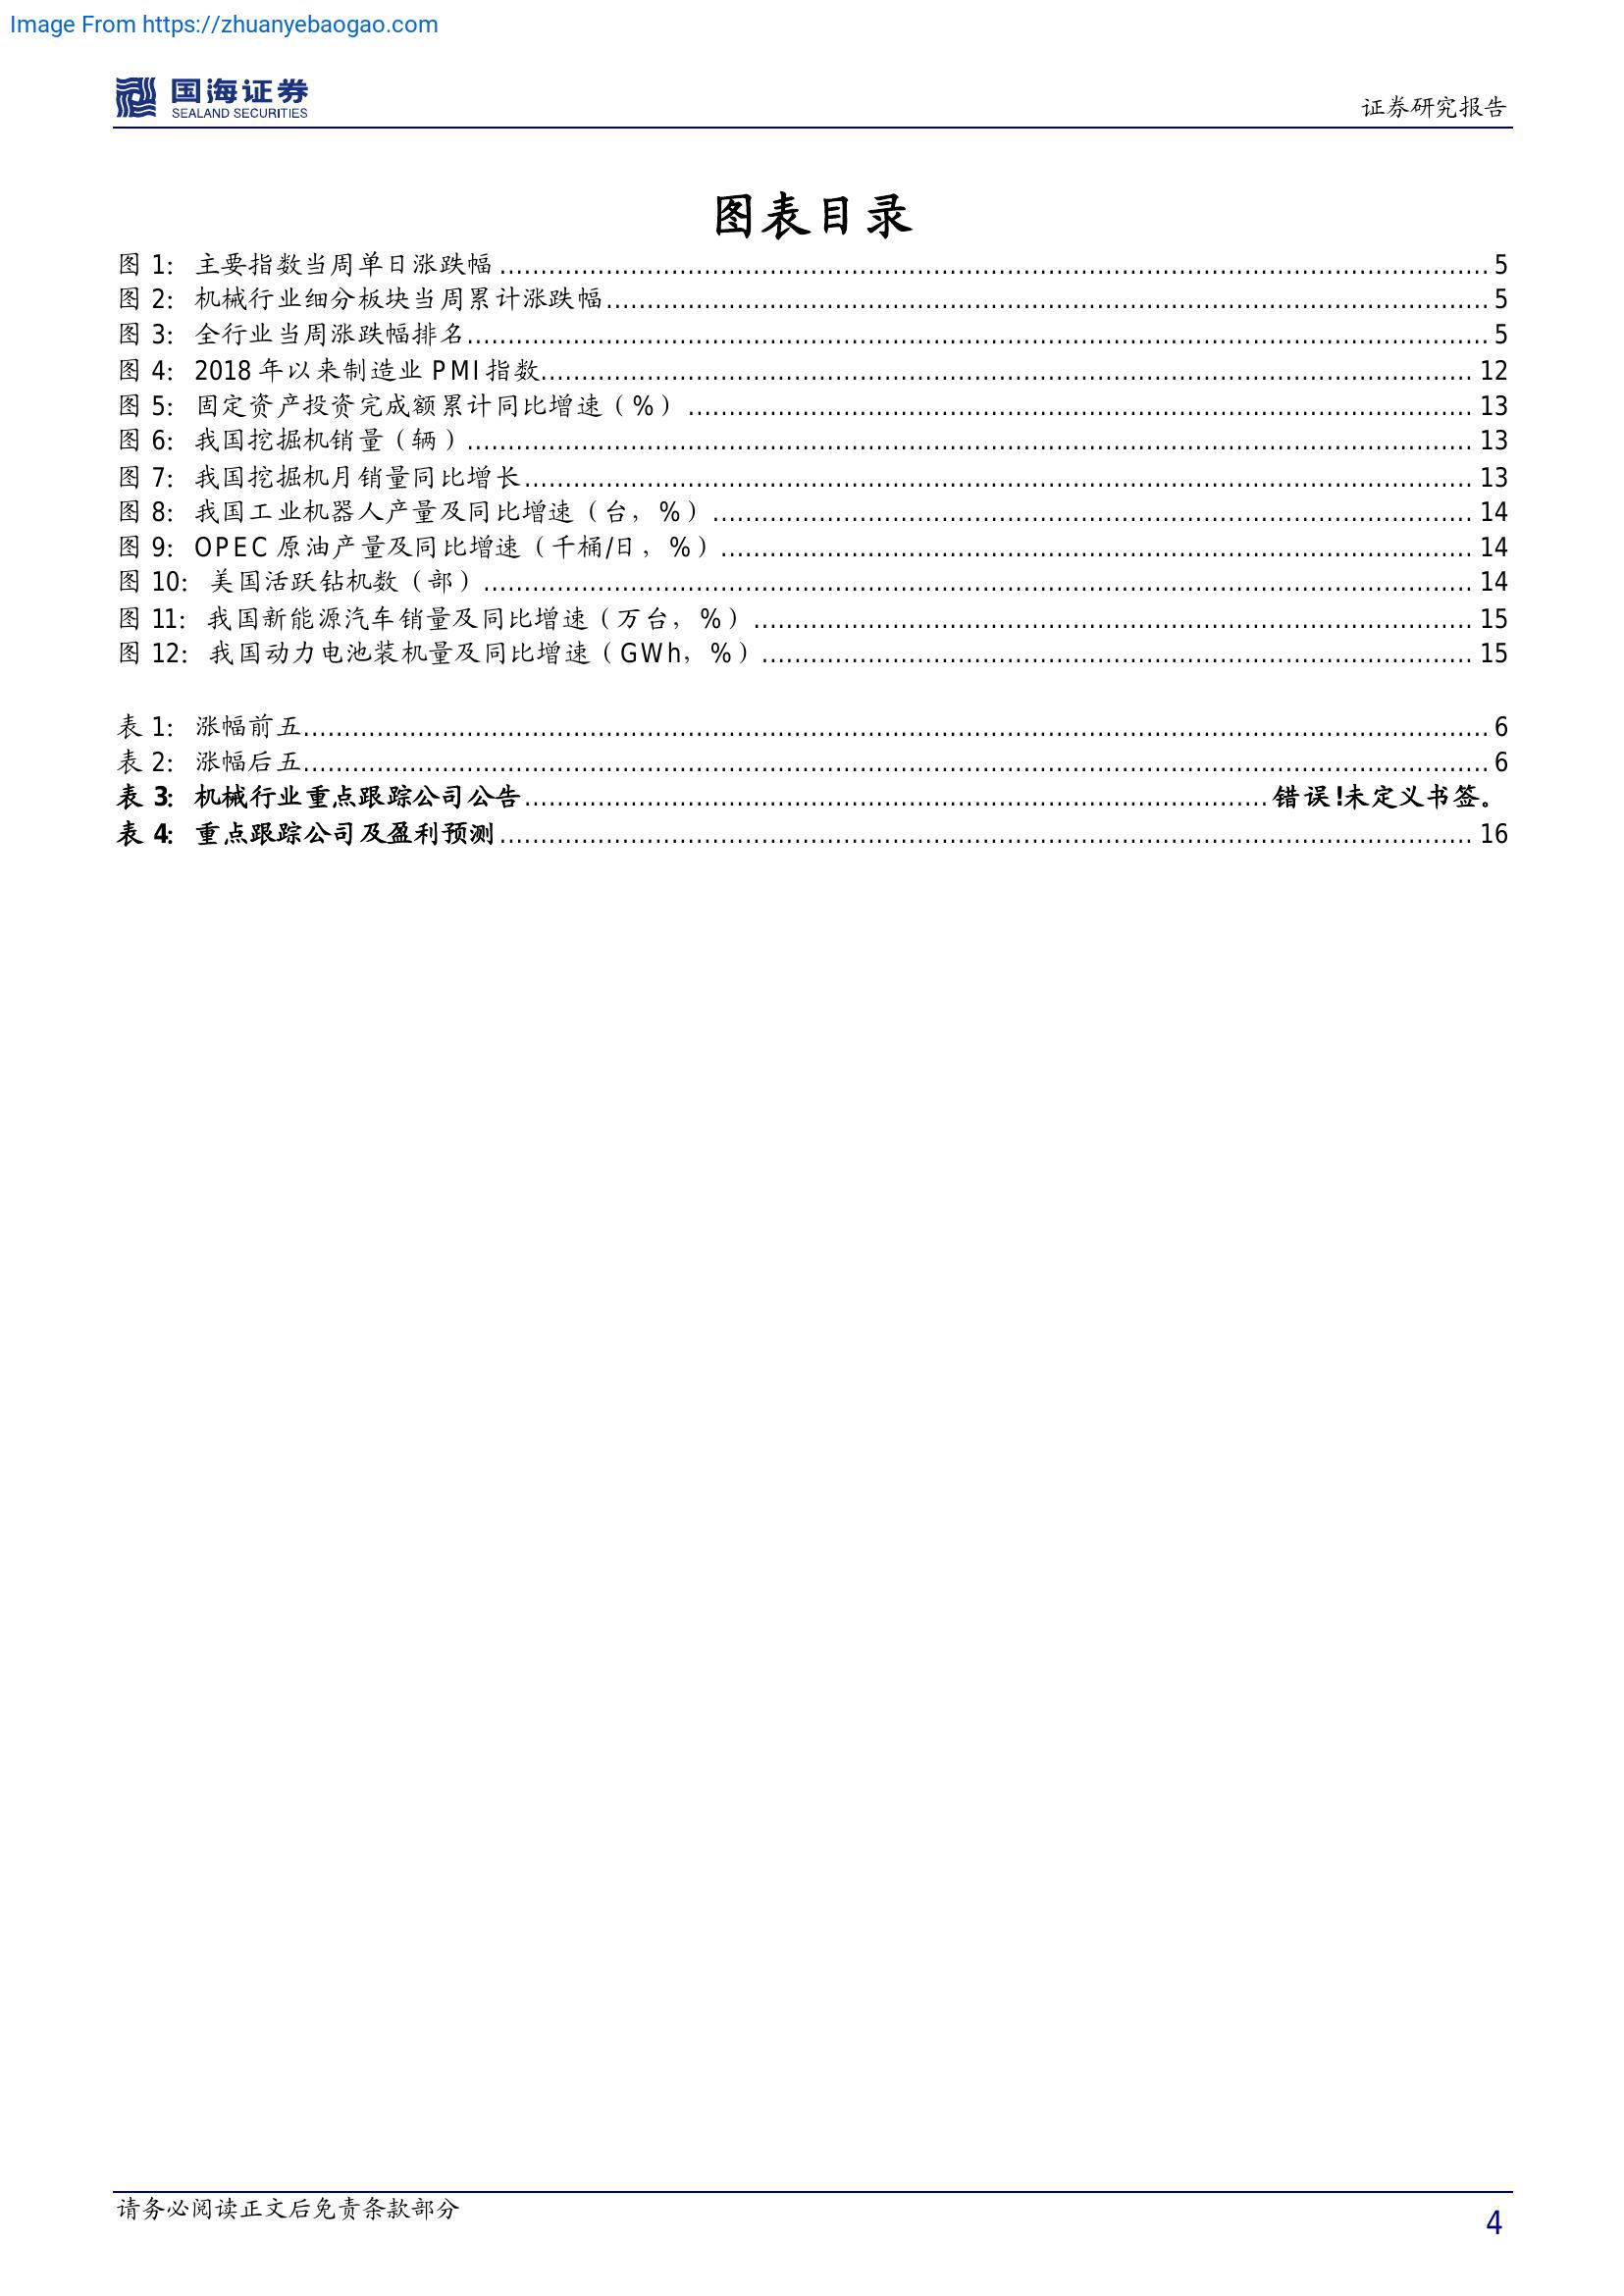 Image From https://zhuanyebaogao.com
国海证券
SEALAND SECURITIES
证券研究报告
图表目录
图 1: 主要指数当周单日涨跌幅 ........ 5
图 2: 机械行业细分板块当周累计涨跌幅 ........ 5
图 3: 全行业当周涨跌幅排名 ........ 5
图 4: 2018 年以来制造业 PMI 指数 ........ 12
图 5: 固定资产投资完成额累计同比增速（%） ........ 13
图 6: 我国挖掘机销量（辆） ........ 13
图 7: 我国挖掘机月销量同比增长 ........ 13
图 8: 我国工业机器人产量及同比增速（台，%） ........ 14
图 9: OPEC 原油产量及同比增速（千桶/日，%） ........ 14
图 10: 美国活跃钻机数（部） ........ 14
图 11: 我国新能源汽车销量及同比增速（万台，%） ........ 15
图 12: 我国动力电池装机量及同比增速（GWh，%） ........ 15
表 1: 涨幅前五 ........ 6
表 2: 涨幅后五 ........ 6
表 3: 机械行业重点跟踪公司公告 ........ 错误!未定义书签。
表 4: 重点跟踪公司及盈利预测 ........ 16
请务必阅读正文后免责条款部分
4